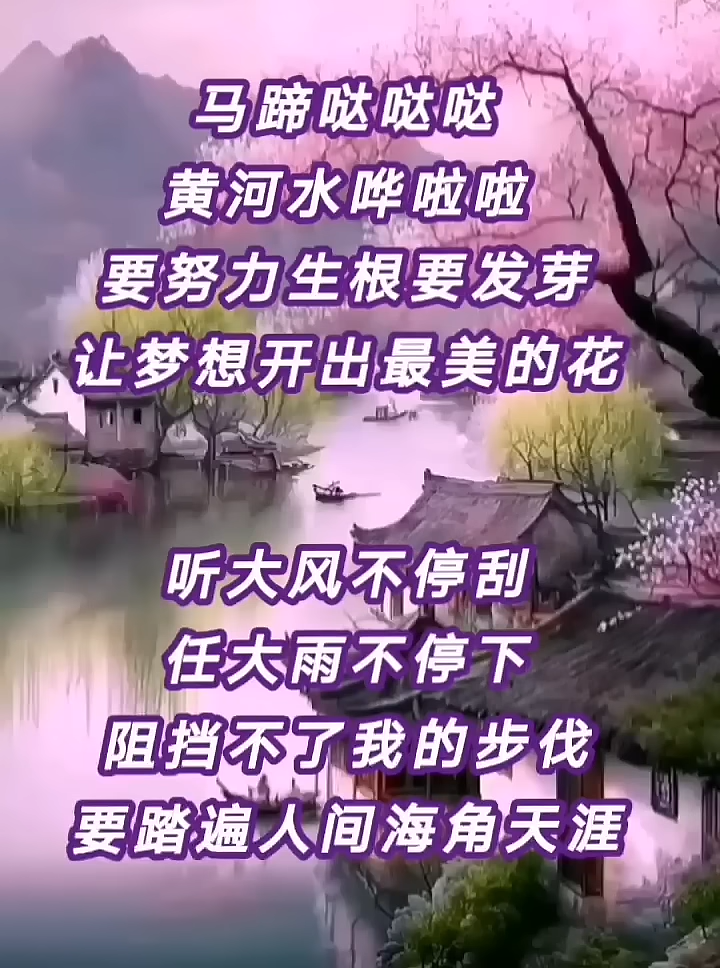 马蹄哒哒哒
黄河水哗啦啦
要努力生根要发芽
让梦想开出最美的花
听大风不停刮
任大雨不停下
阻挡不了我的步伐
要踏遍人间海角天涯